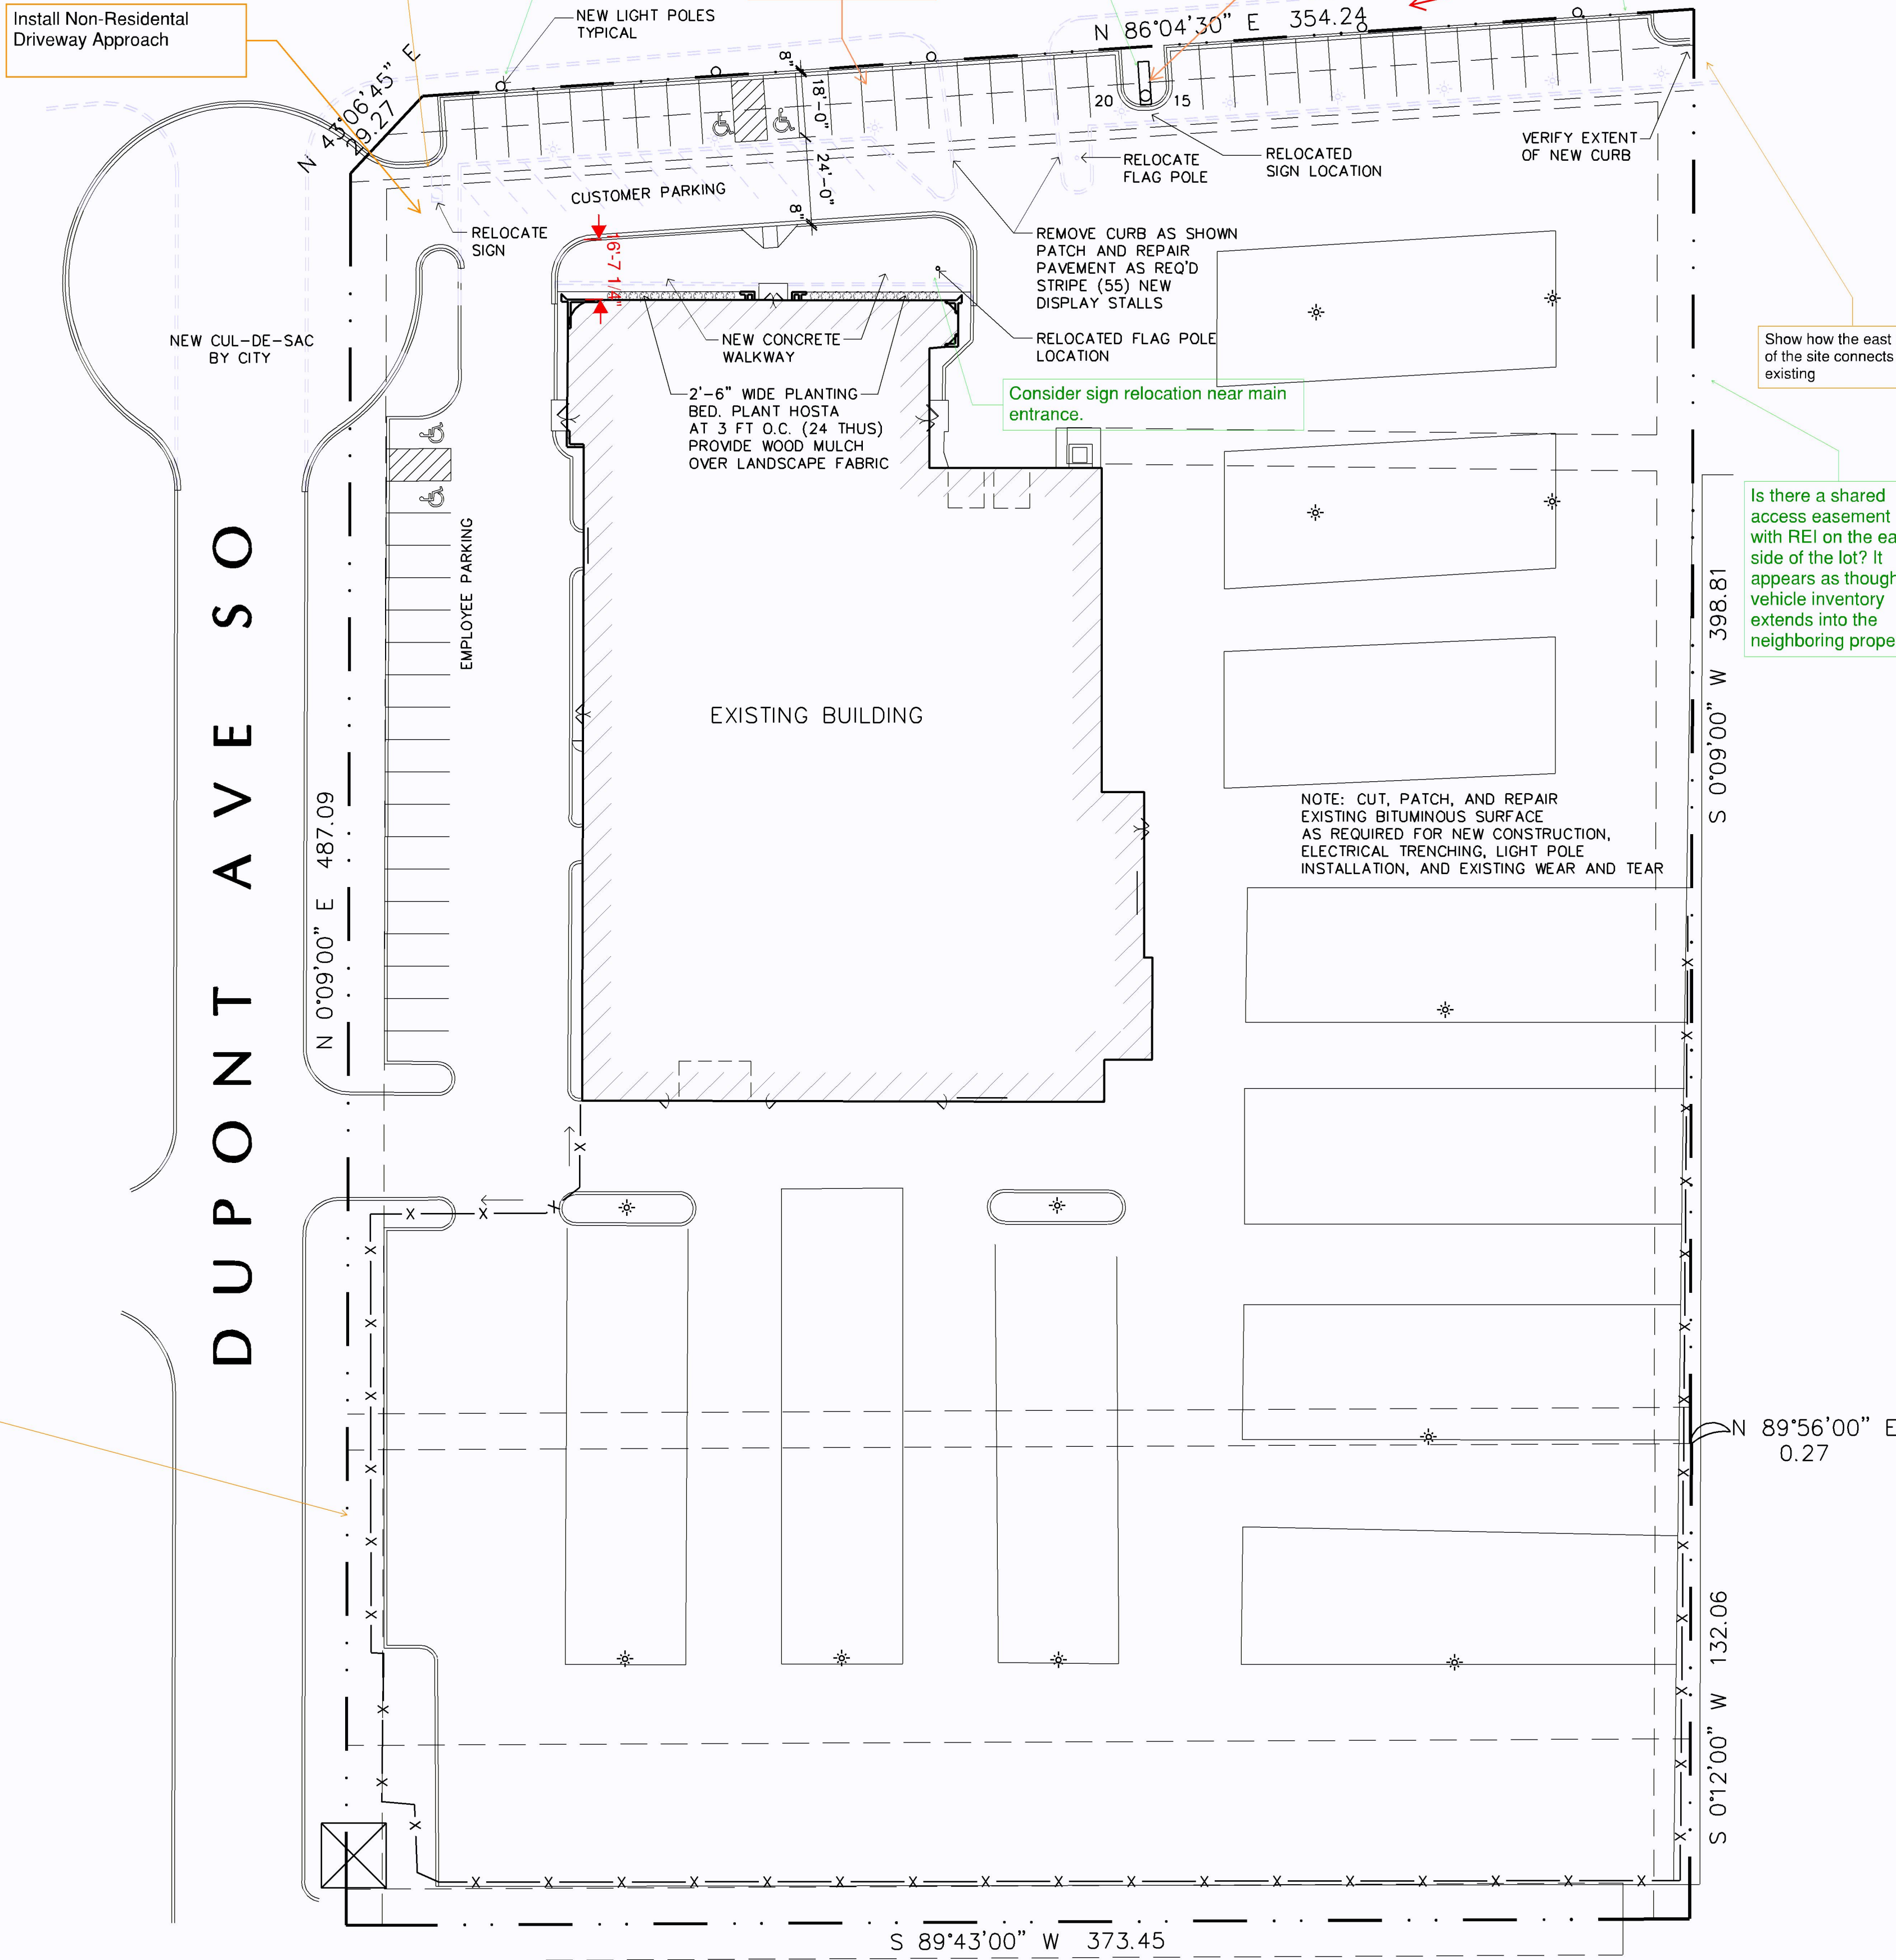 Install Non-Residential
Driveway Approach
NEW LIGHT POLES
TYPICAL
N 86°04'30" E 354.24
N 43°06'45" E
29.27
8"
18'-0"
24'-0"
8"
20
15
VERIFY EXTENT
OF NEW CURB
RELOCATE
FLAG POLE
RELOCATED
SIGN LOCATION
CUSTOMER PARKING
RELOCATE
SIGN
16'-7 1/4"
REMOVE CURB AS SHOWN
PATCH AND REPAIR
PAVEMENT AS REQ'D
STRIPE (55) NEW
DISPLAY STALLS
NEW CUL-DE-SAC
BY CITY
NEW CONCRETE
WALKWAY
RELOCATED FLAG POLE
LOCATION
Show how the east
of the site connects
existing
2'-6" WIDE PLANTING
BED. PLANT HOSTA
AT 3 FT O.C. (24 THUS)
PROVIDE WOOD MULCH
OVER LANDSCAPE FABRIC
Consider sign relocation near main
entrance.
Is there a shared
access easement
with REI on the ea
side of the lot? It
appears as though
vehicle inventory
extends into the
neighboring prope
EMPLOYEE PARKING
S 0°09'00" W 398.81
EXISTING BUILDING
DUPONT AVE SO
N 0°09'00" E 487.09
NOTE: CUT, PATCH, AND REPAIR
EXISTING BITUMINOUS SURFACE
AS REQUIRED FOR NEW CONSTRUCTION,
ELECTRICAL TRENCHING, LIGHT POLE
INSTALLATION, AND EXISTING WEAR AND TEAR
N 89°56'00" E
0.27
S 0°12'00" W 132.06
S 89°43'00" W 373.45